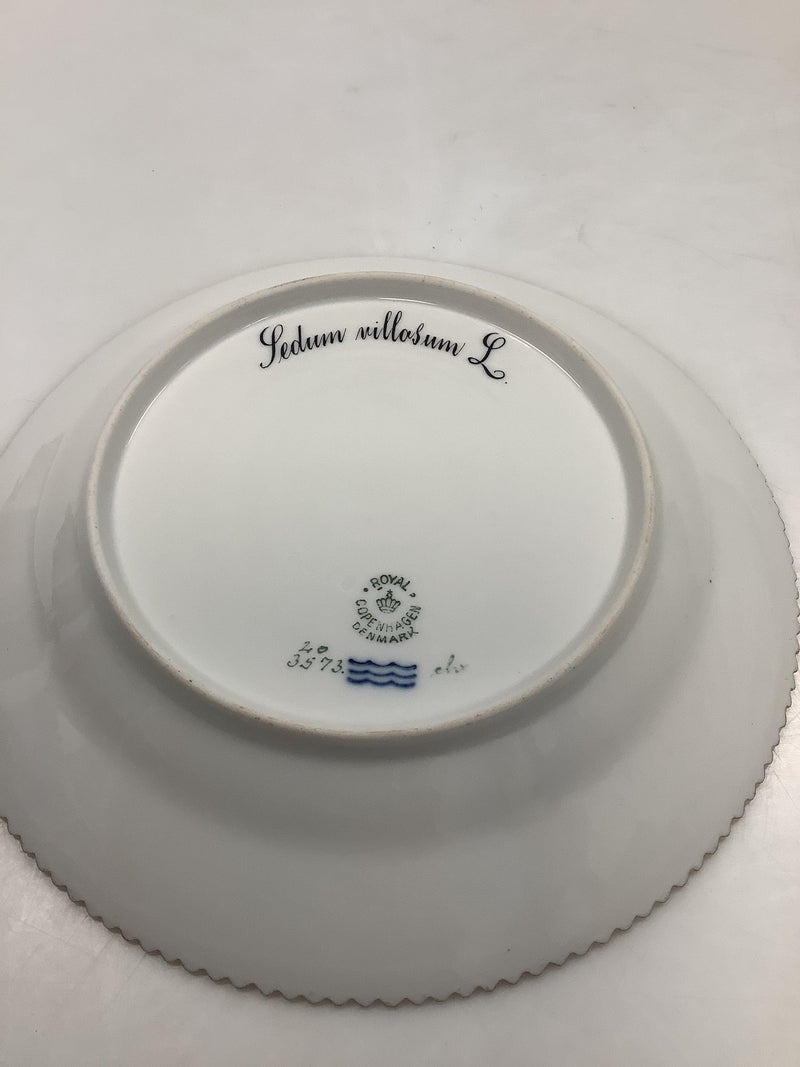 Sedum villosum L.
ROYAL
COPENHAGEN
DENMARK
20
3573.